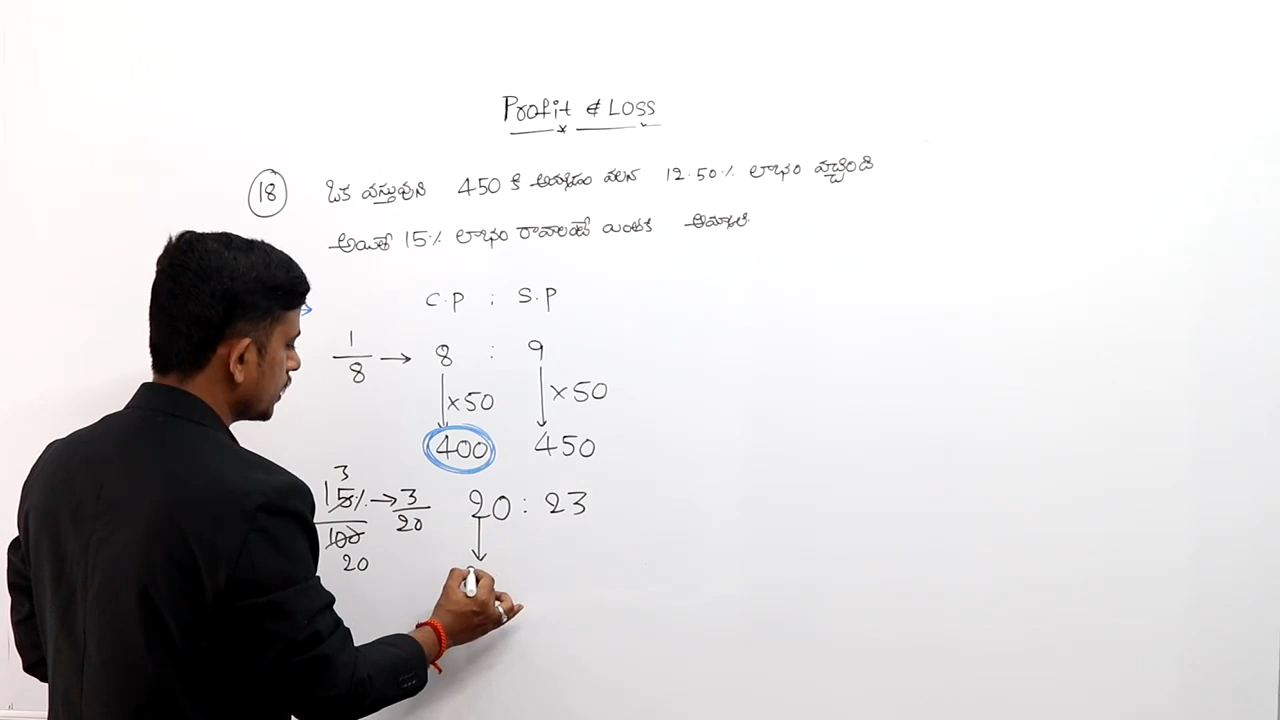 Profit & Loss
18 ఒక వస్తువుని 450 కి అమ్మడం వలన 12.50% లాభం వచ్చింది
అయితే 15% లాభం రావాలంటే ఎంతకి అమ్మాలి.
C.P : S.P
1/8 → 8 : 9
×50 ×50
400 450
3
15% → 3/20 20 : 23
100
20